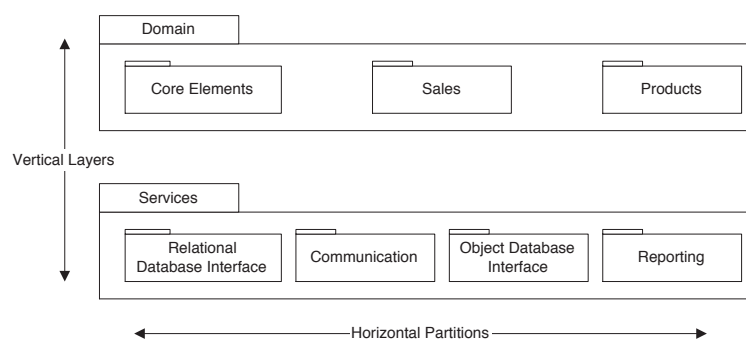 Domain
Core Elements
Sales
Products
Vertical Layers
Services
Relational
Database Interface
Communication
Object Database
Interface
Reporting
Horizontal Partitions